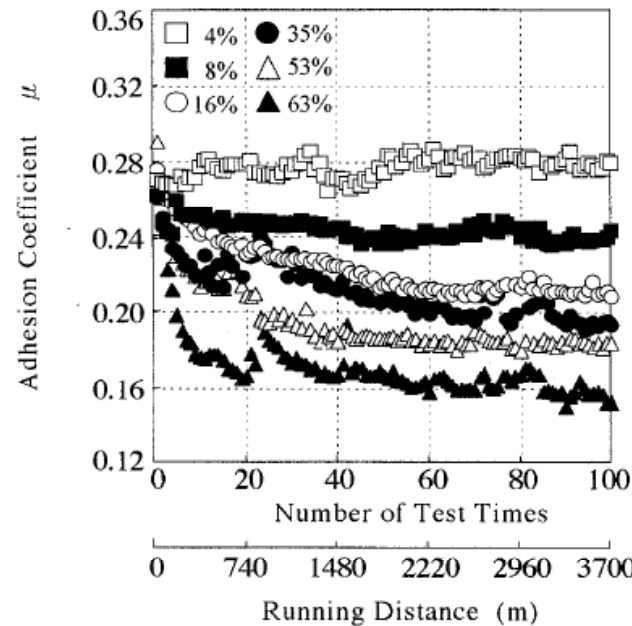 0.36
0.32
0.28
0.24
0.20
0.16
0.12
Adhesion Coefficient μ
4% 35%
8% 53%
16% 63%
0 20 40 60 80 100
Number of Test Times
0 740 1480 2220 2960 3700
Running Distance (m)